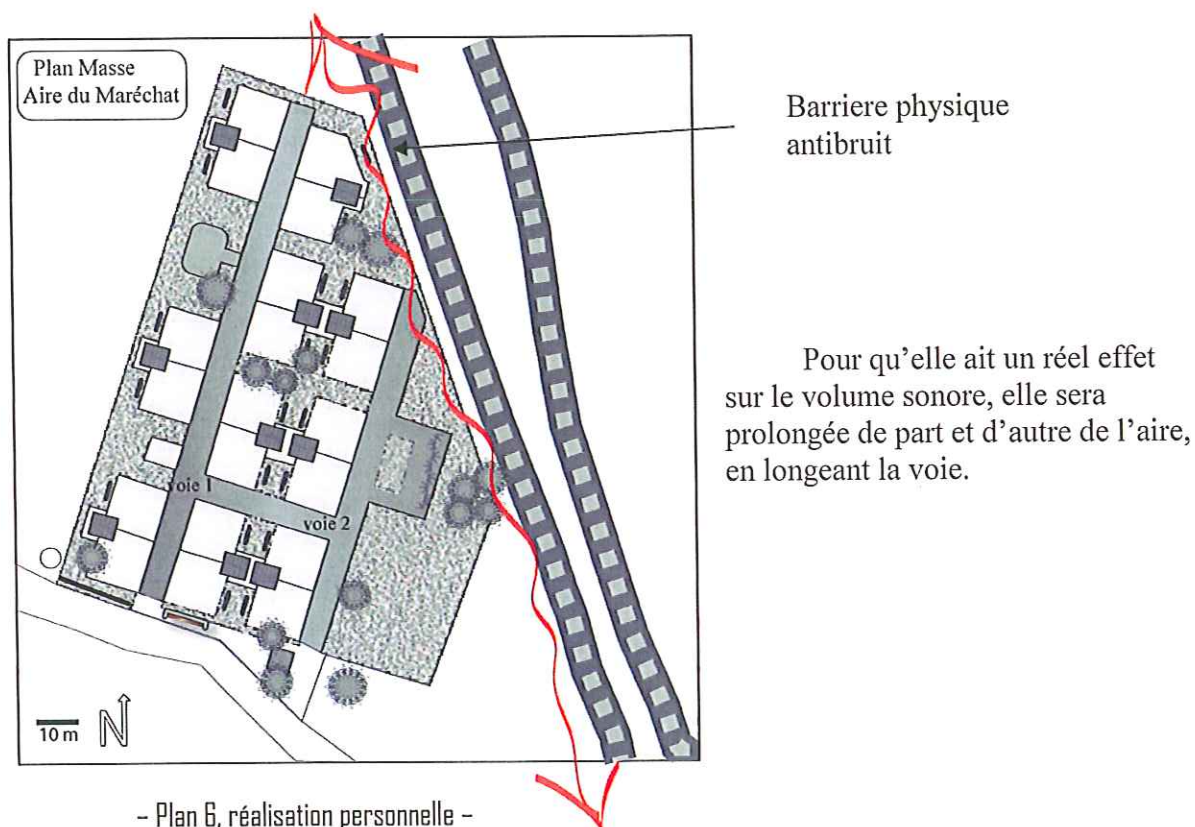 Plan Masse
Aire du Maréchat
Barriere physique
antibruit
Pour qu’elle ait un réel effet
sur le volume sonore, elle sera
prolongée de part et d’autre de l’aire,
en longeant la voie.
voie 1
voie 2
10 m
N
– Plan 6, réalisation personnelle –